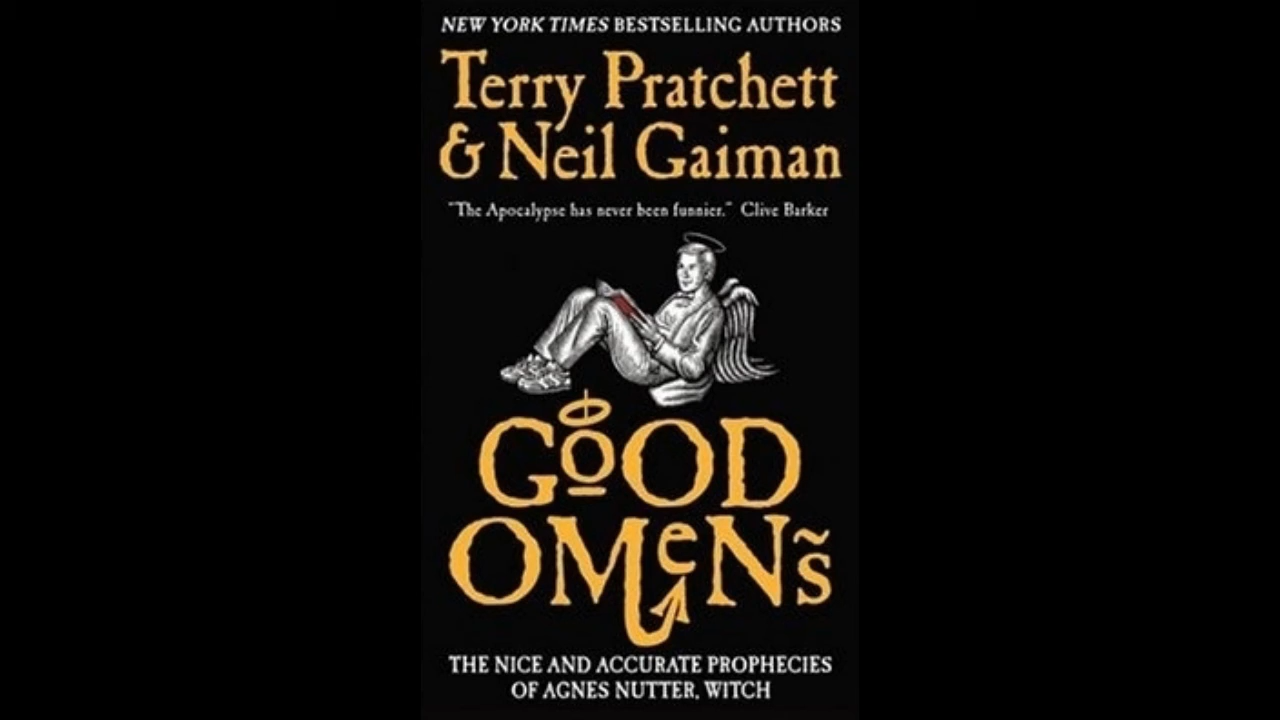 NEW YORK TIMES BESTSELLING AUTHORS
Terry Pratchett
& Neil Gaiman
"The Apocalypse has never been funnier." Clive Barker
GOOD
OMENS
THE NICE AND ACCURATE PROPHECIES
OF AGNES NUTTER, WITCH